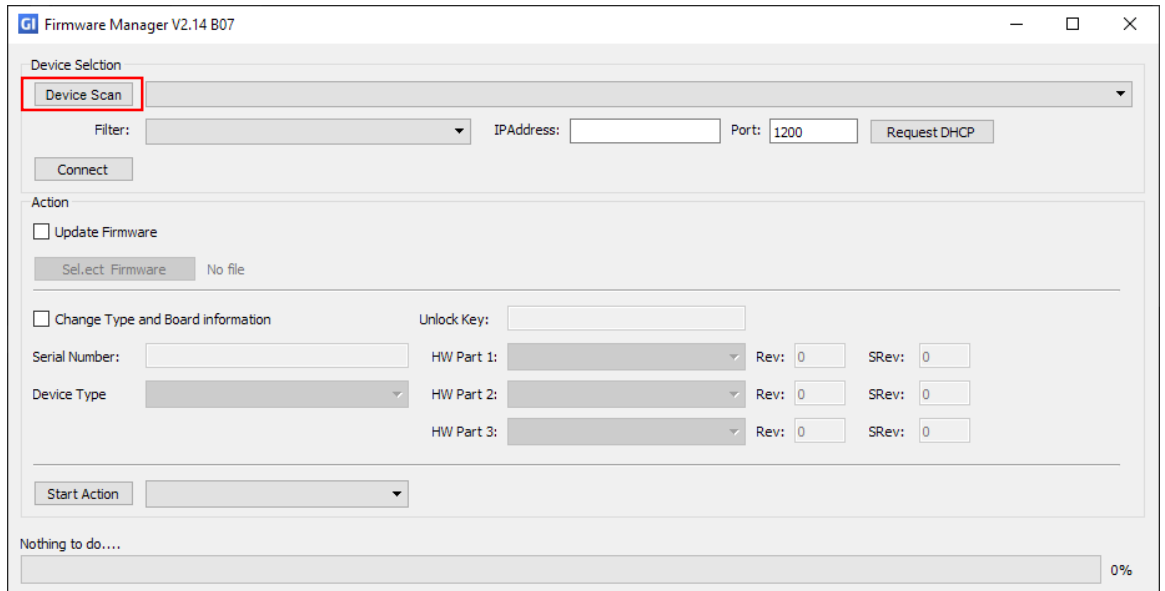 GI Firmware Manager V2.14 B07
Device Selction
Device Scan
Filter: IPAddress: Port: 1200 Request DHCP
Connect
Action
Update Firmware
Sel.ect Firmware No file
Change Type and Board information Unlock Key:
Serial Number: HW Part 1: Rev: 0 SRev: 0
Device Type HW Part 2: Rev: 0 SRev: 0
HW Part 3: Rev: 0 SRev: 0
Start Action
Nothing to do....
0%